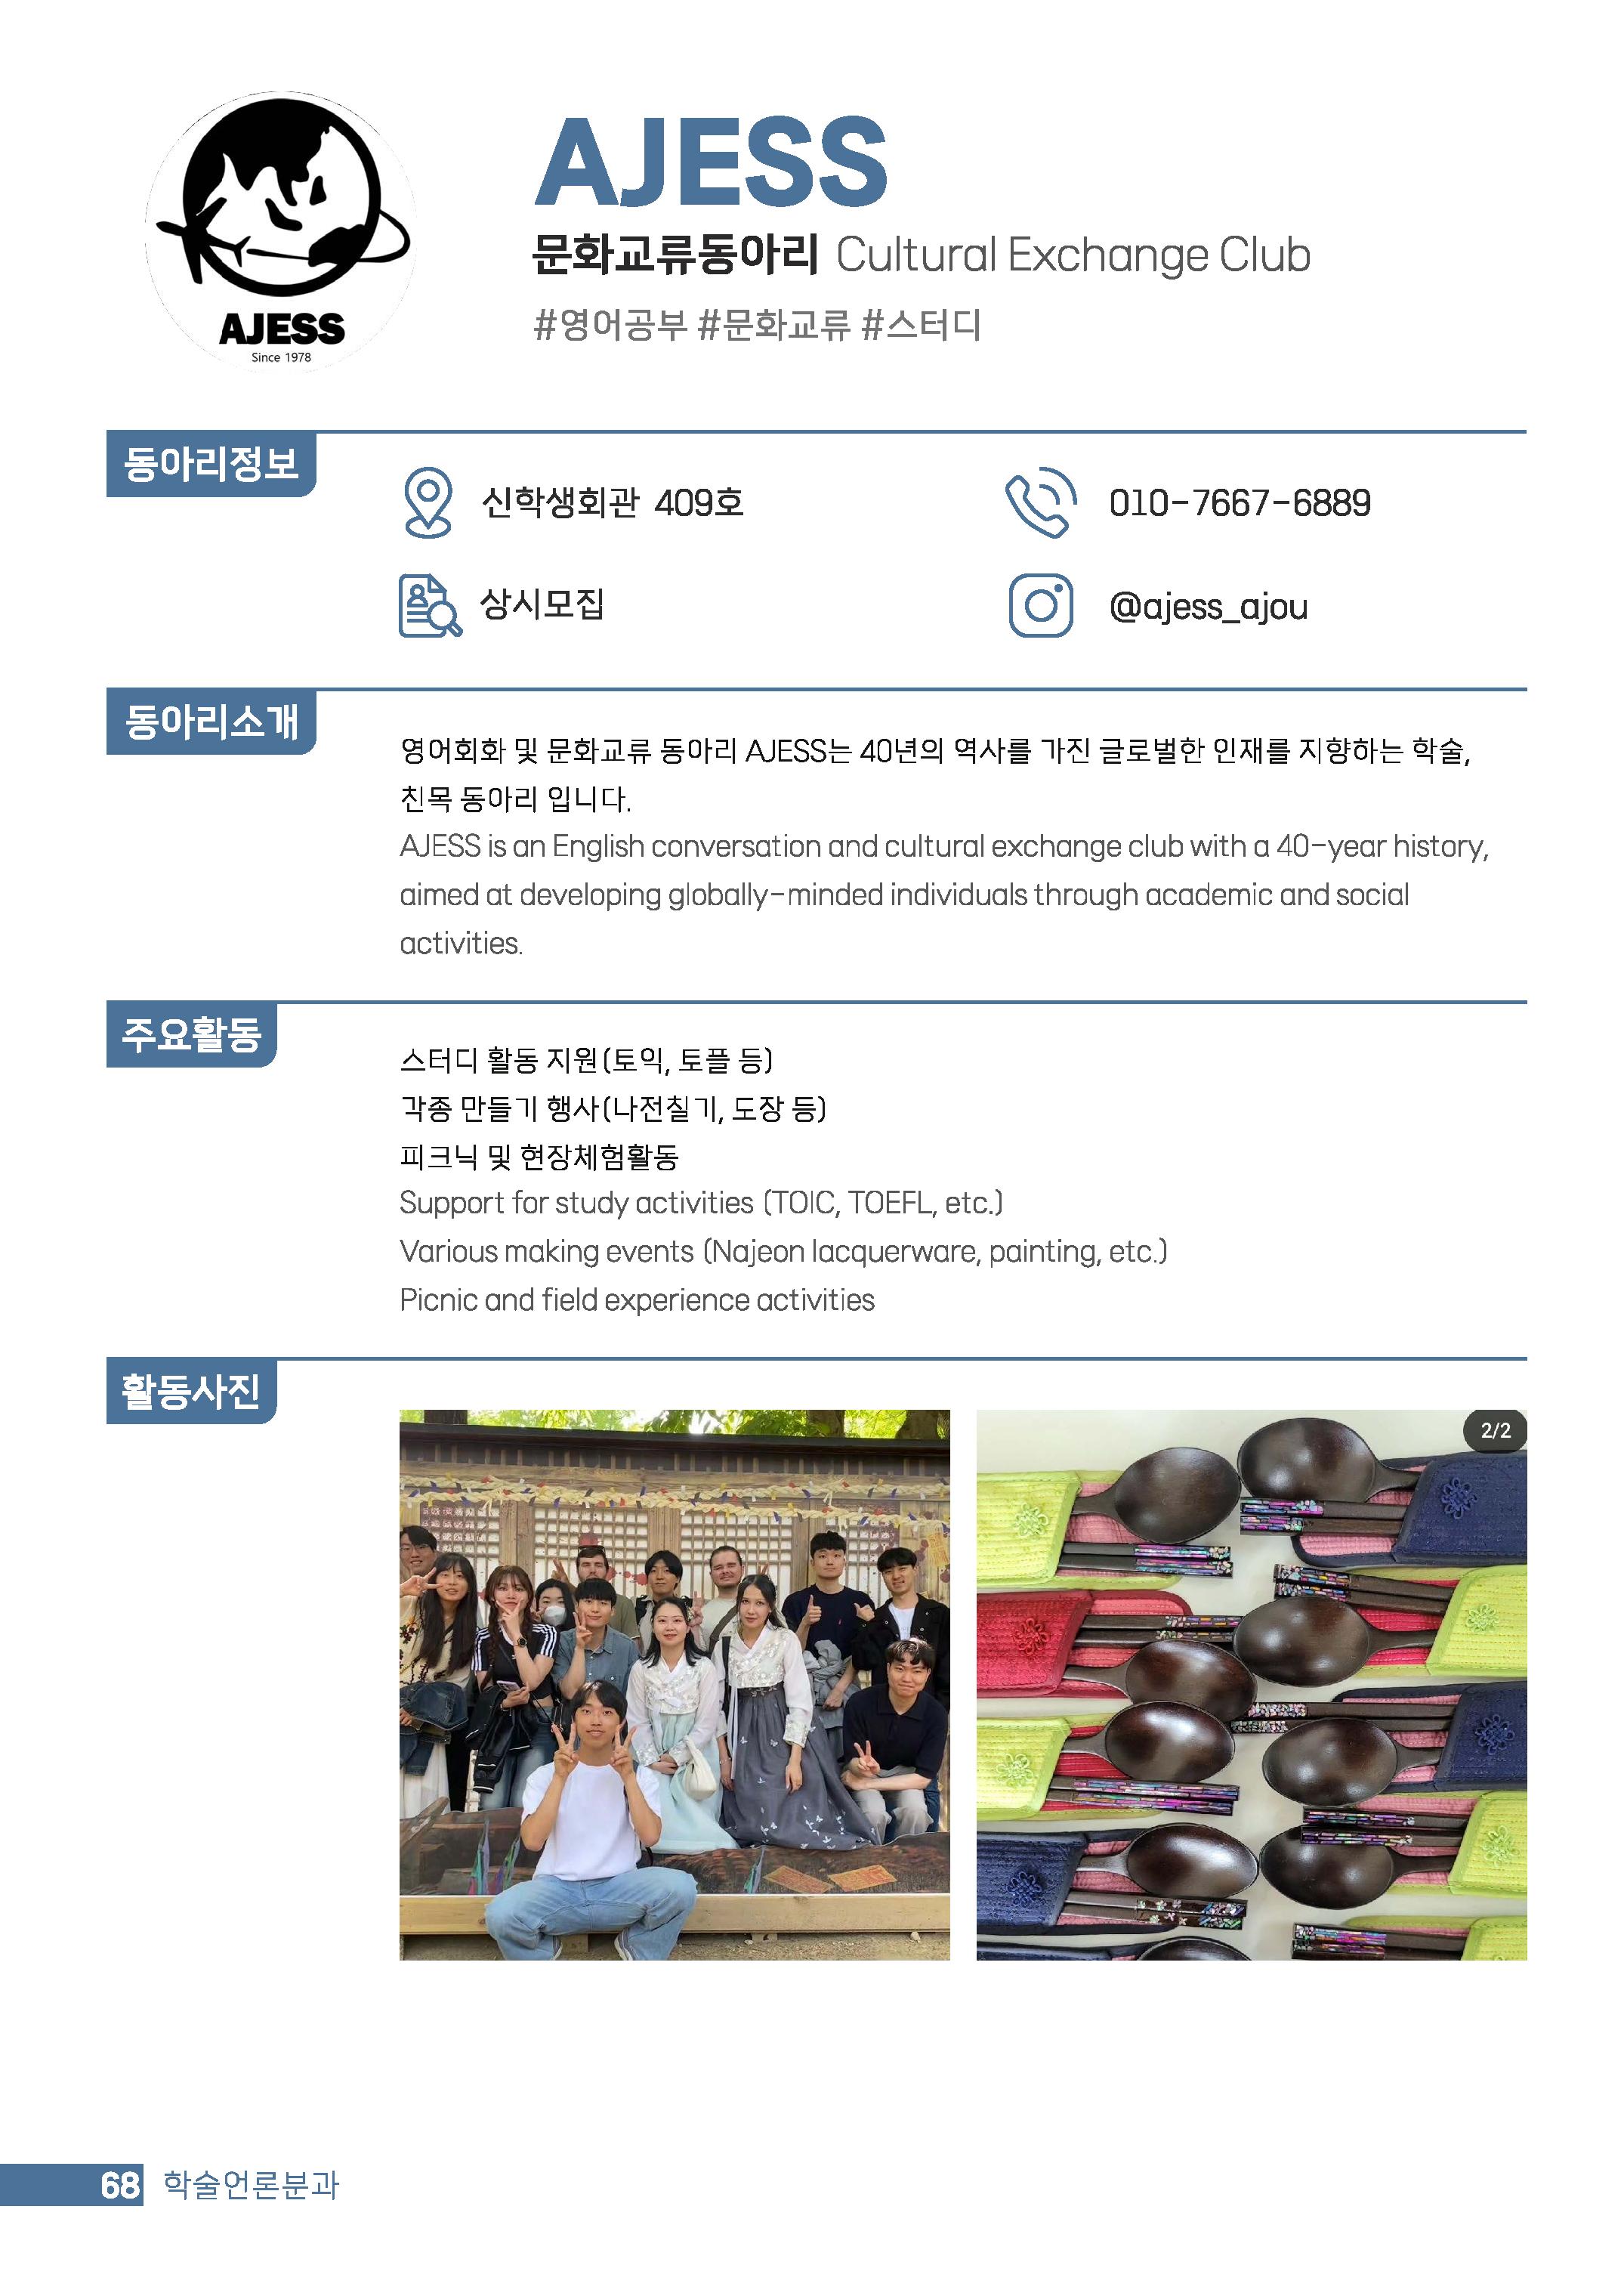 AJESS
Since 1978
AJESS
문화교류동아리 Cultural Exchange Club
#영어공부 #문화교류 #스터디
동아리정보
신학생회관 409호
010-7667-6889
상시모집
@ajess_ajou
동아리소개
영어회화 및 문화교류 동아리 AJESS는 40년의 역사를 가진 글로벌한 인재를 지향하는 학술,
친목 동아리 입니다.
AJESS is an English conversation and cultural exchange club with a 40-year history,
aimed at developing globally-minded individuals through academic and social
activities.
주요활동
스터디 활동 지원(토익, 토플 등)
각종 만들기 행사(나전칠기, 도장 등)
피크닉 및 현장체험활동
Support for study activities (TOIC, TOEFL, etc.)
Various making events (Najeon lacquerware, painting, etc.)
Picnic and field experience activities
활동사진
2/2
68 학술언론분과